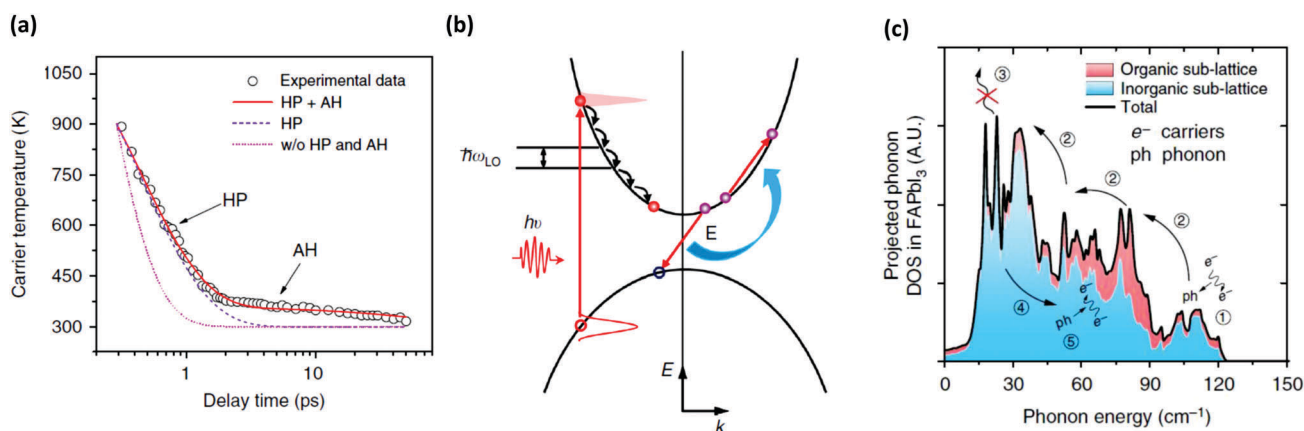 (a)
1050
900
750
600
450
300
Carrier temperature (K)
Experimental data
HP + AH
HP
w/o HP and AH
HP
AH
1
10
Delay time (ps)
(b)
ℏω_LO
hυ
E
E
k
(c)
Projected phonon
DOS in FAPbI₃ (A.U.)
③
Organic sub-lattice
Inorganic sub-lattice
Total
e⁻ carriers
ph phonon
②
②
②
e⁻
ph
e⁻
①
④
e⁻
ph
e⁻
⑤
0
30
60
90
120
150
Phonon energy (cm⁻¹)